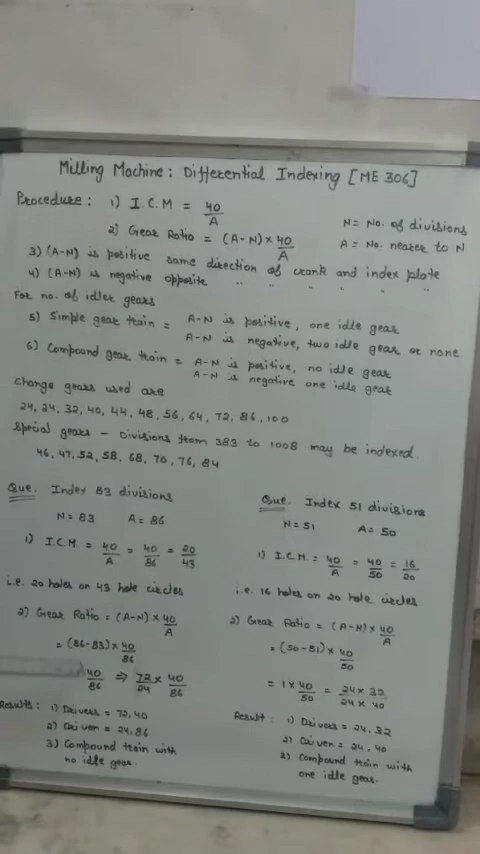 Milling Machine: Differential Indexing [ME 306]
Procedure: 1) I.C.M = 40/A
2) Gear Ratio = (A-N) x 40/A
N = No. of divisions
A = No. nearer to N
3) (A-N) is positive same direction of crank and index plate
4) (A-N) is negative opposite " " " " "
For no. of idler gears
5) Simple gear train = A-N is positive, one idle gear
A-N is negative, two idle gear or none
6) Compound gear train = A-N is positive, no idle gear
A-N is negative one idle gear
Change gears used are
24, 24, 32, 40, 44, 48, 56, 64, 72, 86, 100
Special gears - Divisions from 383 to 1008 may be indexed.
46, 47, 52, 58, 68, 70, 76, 84
Que. Index 83 divisions
N = 83 A = 86
1) I.C.M. = 40/A = 40/86 = 20/43
i.e. 20 holes on 43 hole circles
2) Gear Ratio = (A-N) x 40/A
= (86-83) x 40/86
40/86 ⇒ 72/24 x 40/86
Results: 1) Drivers = 72, 40
2) Driven = 24, 86
3) Compound train with
no idle gear.
Que. Index 51 divisions
N = 51 A = 50
1) I.C.M. = 40/A = 40/50 = 16/20
i.e. 16 holes on 20 hole circles
2) Gear Ratio = (A-N) x 40/A
= (50-51) x 40/50
= 1 x 40/50 = 24 x 32/24 x 40
Result: 1) Drivers = 24, 32
2) Driven = 24, 40
3) Compound train with
one idle gear.